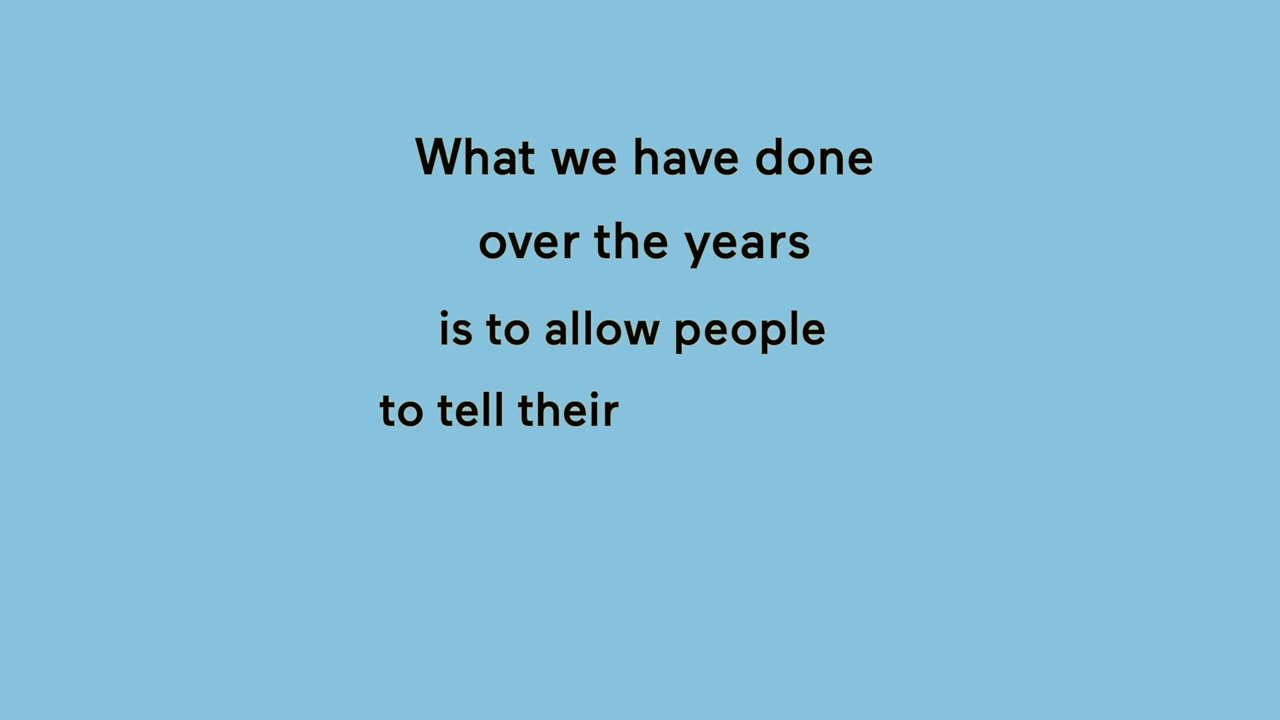 What we have done
over the years
is to allow people
to tell their